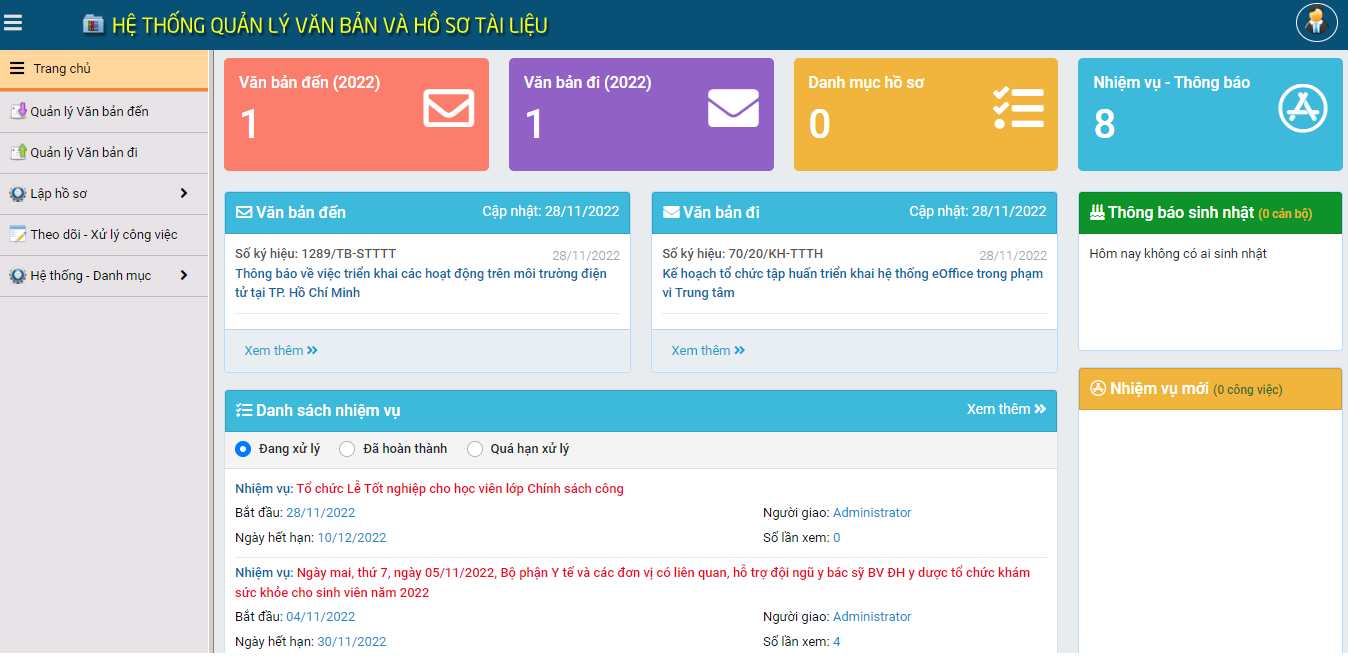 HỆ THỐNG QUẢN LÝ VĂN BẢN VÀ HỒ SƠ TÀI LIỆU
Trang chủ
Quản lý Văn bản đến
Quản lý Văn bản đi
Lập hồ sơ
Theo dõi - Xử lý công việc
Hệ thống - Danh mục
Văn bản đến (2022)
1
Văn bản đi (2022)
1
Danh mục hồ sơ
0
Nhiệm vụ - Thông báo
8
Văn bản đến
Cập nhật: 28/11/2022
Số ký hiệu: 1289/TB-STTTT
28/11/2022
Thông báo về việc triển khai các hoạt động trên môi trường điện
tử tại TP. Hồ Chí Minh
Xem thêm
Văn bản đi
Cập nhật: 28/11/2022
Số ký hiệu: 70/20/KH-TTTH
28/11/2022
Kế hoạch tổ chức tập huấn triển khai hệ thống eOffice trong phạm
vi Trung tâm
Xem thêm
Thông báo sinh nhật (0 cán bộ)
Hôm nay không có ai sinh nhật
Nhiệm vụ mới (0 công việc)
Danh sách nhiệm vụ
Xem thêm
Đang xử lý
Đã hoàn thành
Quá hạn xử lý
Nhiệm vụ: Tổ chức Lễ Tốt nghiệp cho học viên lớp Chính sách công
Bắt đầu: 28/11/2022
Người giao: Administrator
Ngày hết hạn: 10/12/2022
Số lần xem: 0
Nhiệm vụ: Ngày mai, thứ 7, ngày 05/11/2022, Bộ phận Y tế và các đơn vị có liên quan, hỗ trợ đội ngũ y bác sỹ BV ĐH y dược tổ chức khám
sức khỏe cho sinh viên năm 2022
Bắt đầu: 04/11/2022
Người giao: Administrator
Ngày hết hạn: 30/11/2022
Số lần xem: 4